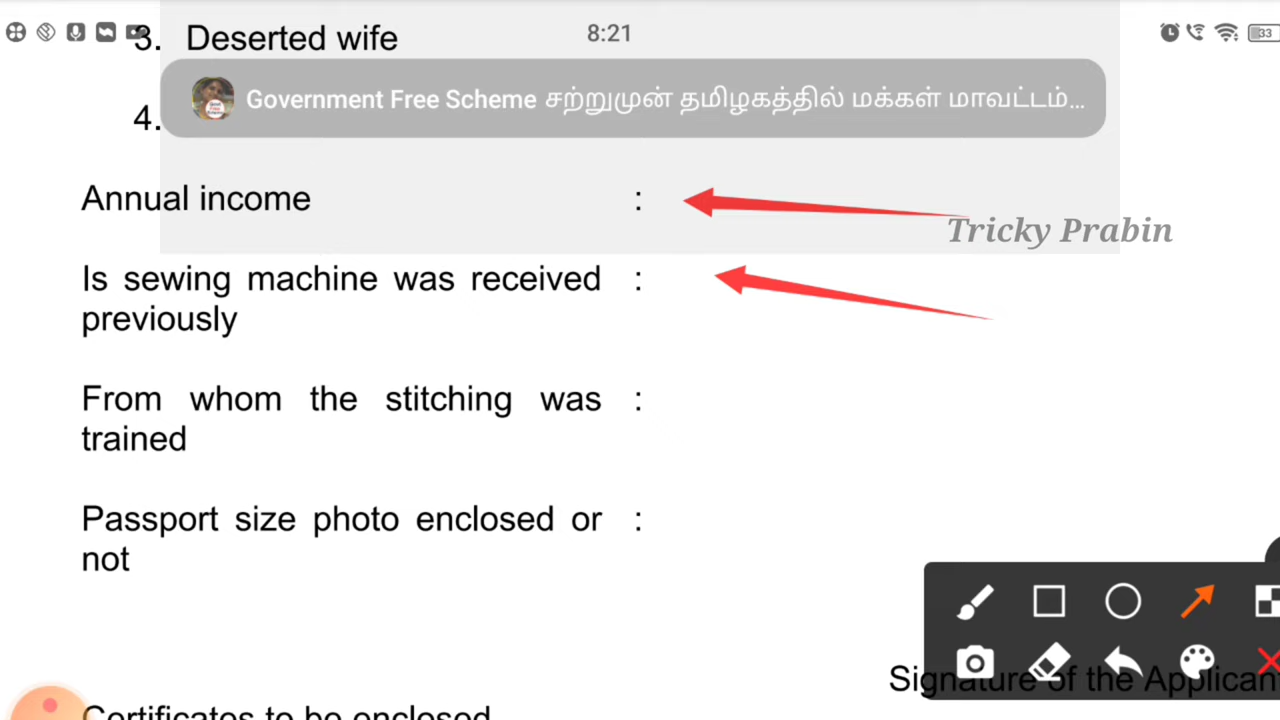 3. Deserted wife
8:21
33
Government Free Scheme சற்றுமுன் தமிழகத்தில் மக்கள் மாவட்டம்...
4.
Annual income :
Tricky Prabin
Is sewing machine was received :
previously
From whom the stitching was :
trained
Passport size photo enclosed or :
not
Signature of the Applicant
Certificates to be enclosed